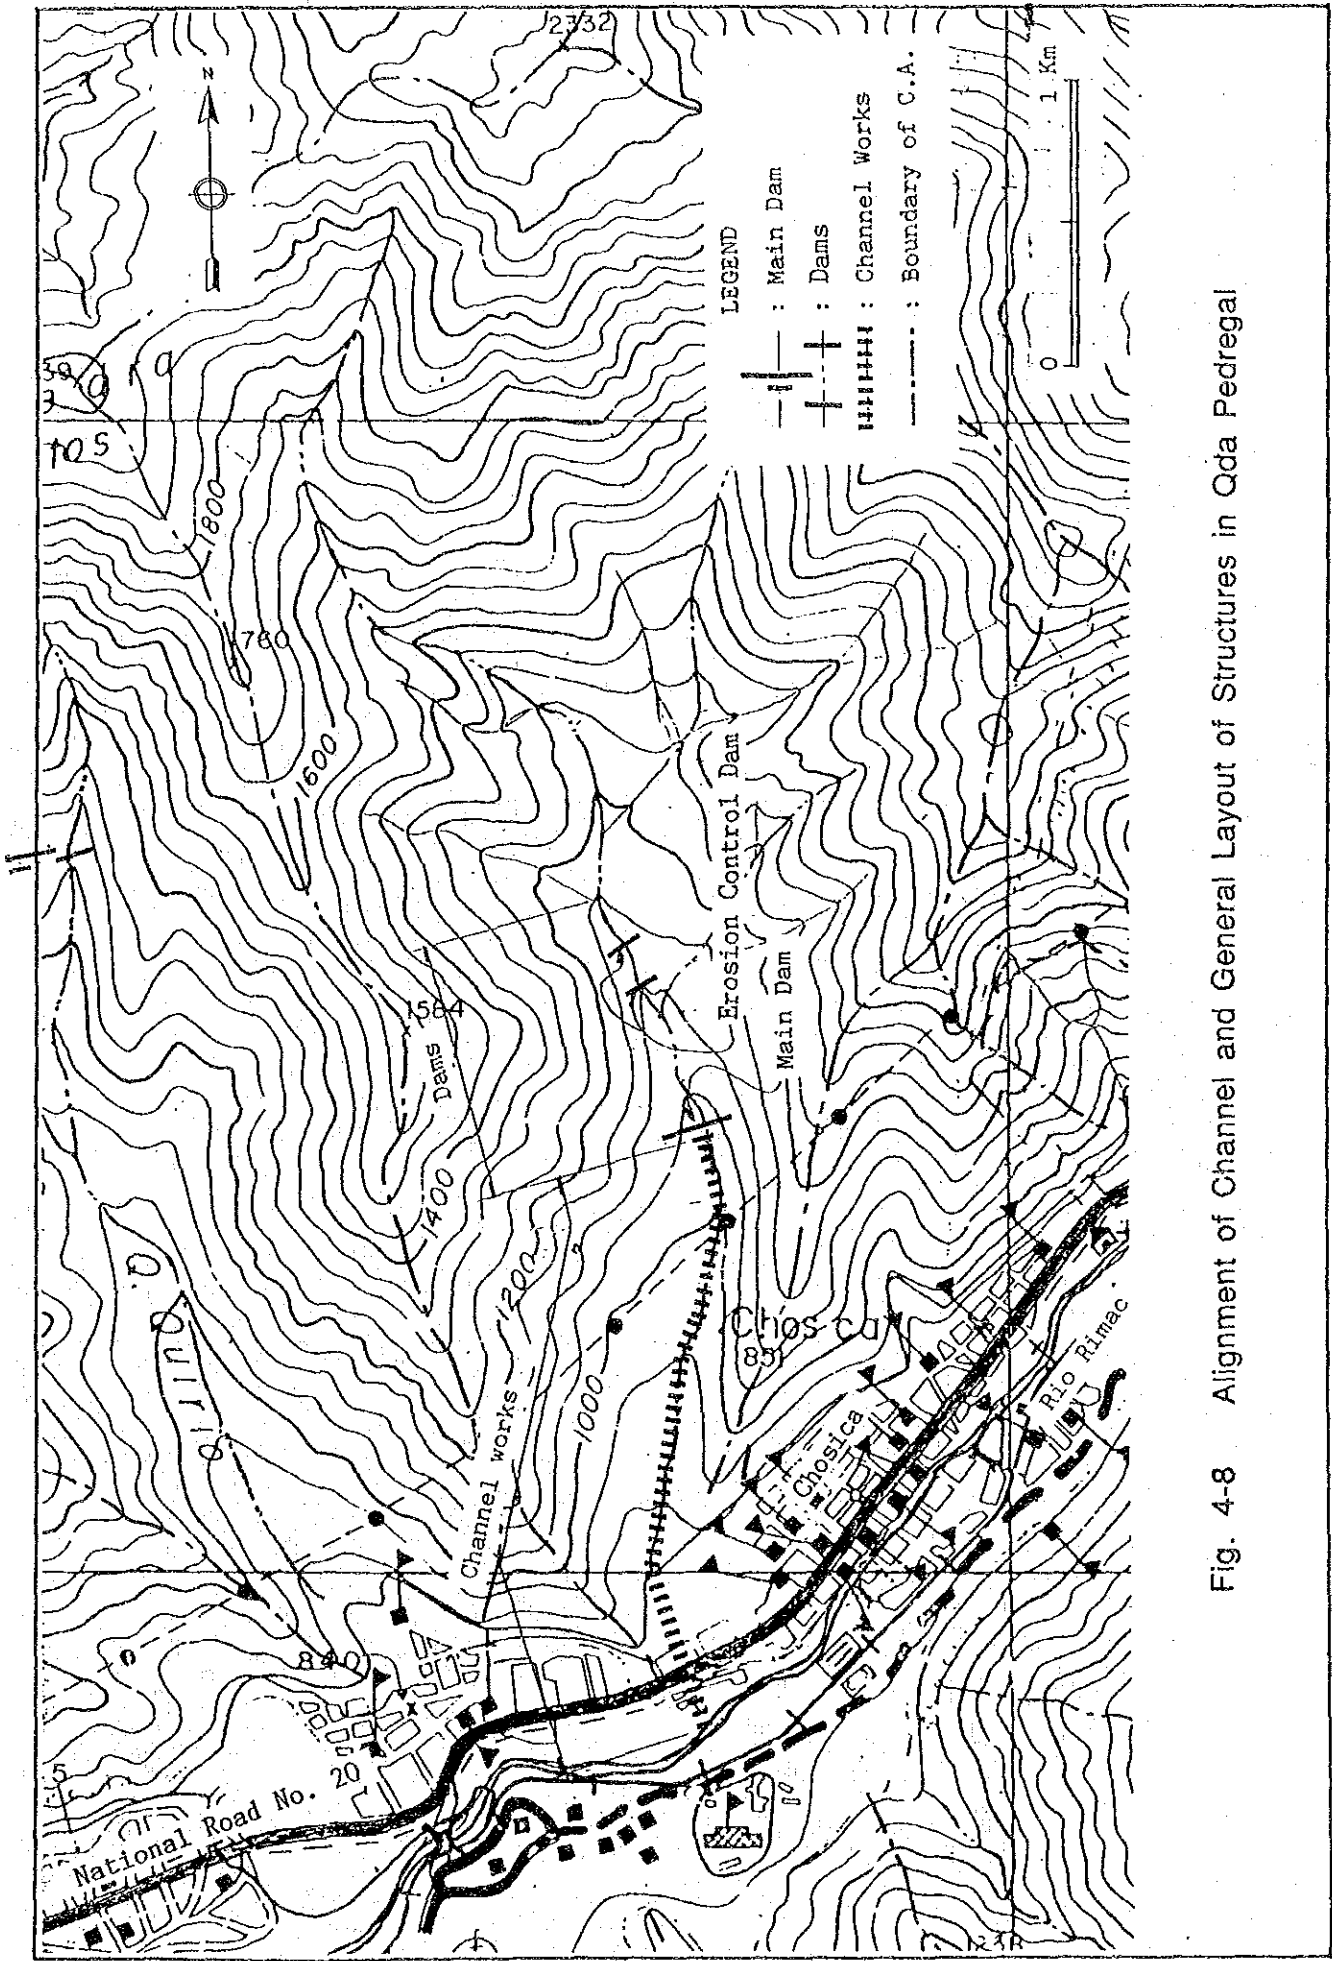 2332
N
LEGEND
: Main Dam
: Dams
: Channel Works
: Boundary of C.A.
0 1 Km
1800
1760
1600
1584
Dams
1400
1200
1000
Erosion Control Dam
Main Dam
Channel works
Q.
Quirio
840
Chosica
Chosica
Rio Rimac
National Road No. 20
Fig. 4-8 Alignment of Channel and General Layout of Structures in Qda Pedregal